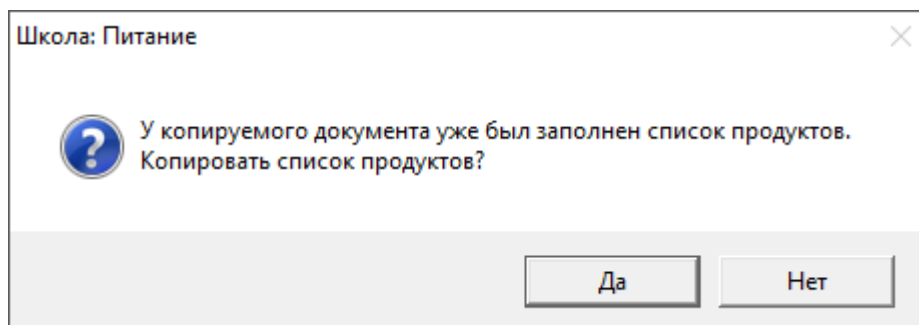 Школа: Питание
У копируемого документа уже был заполнен список продуктов.
Копировать список продуктов?
Да
Нет